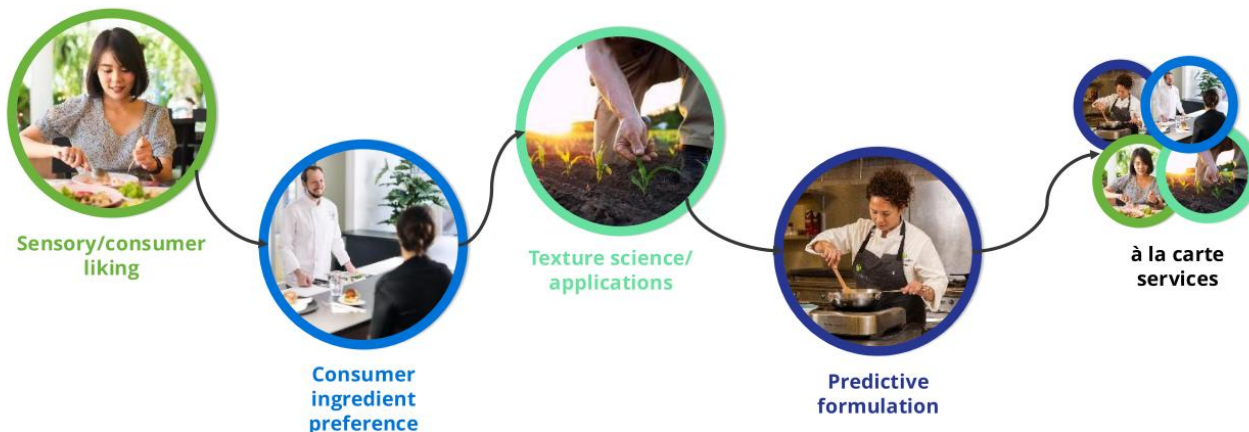 Sensory/consumer
liking
Consumer
ingredient
preference
Texture science/
applications
Predictive
formulation
à la carte
services